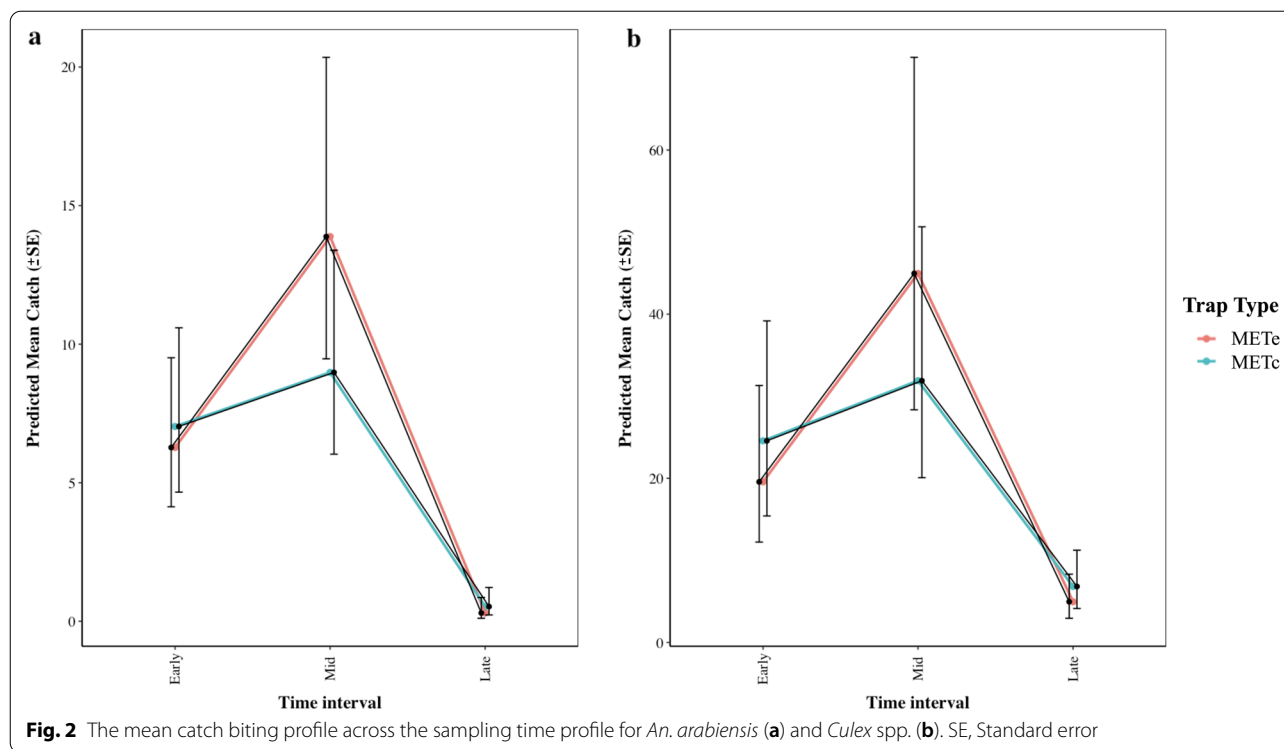 a
b
20
15
10
5
0
Predicted Mean Catch (±SE)
Early
Mid
Late
Time interval
60
40
20
0
Predicted Mean Catch (±SE)
Early
Mid
Late
Time interval
Trap Type
METe
METc
Fig. 2 The mean catch biting profile across the sampling time profile for An. arabiensis (a) and Culex spp. (b). SE, Standard error